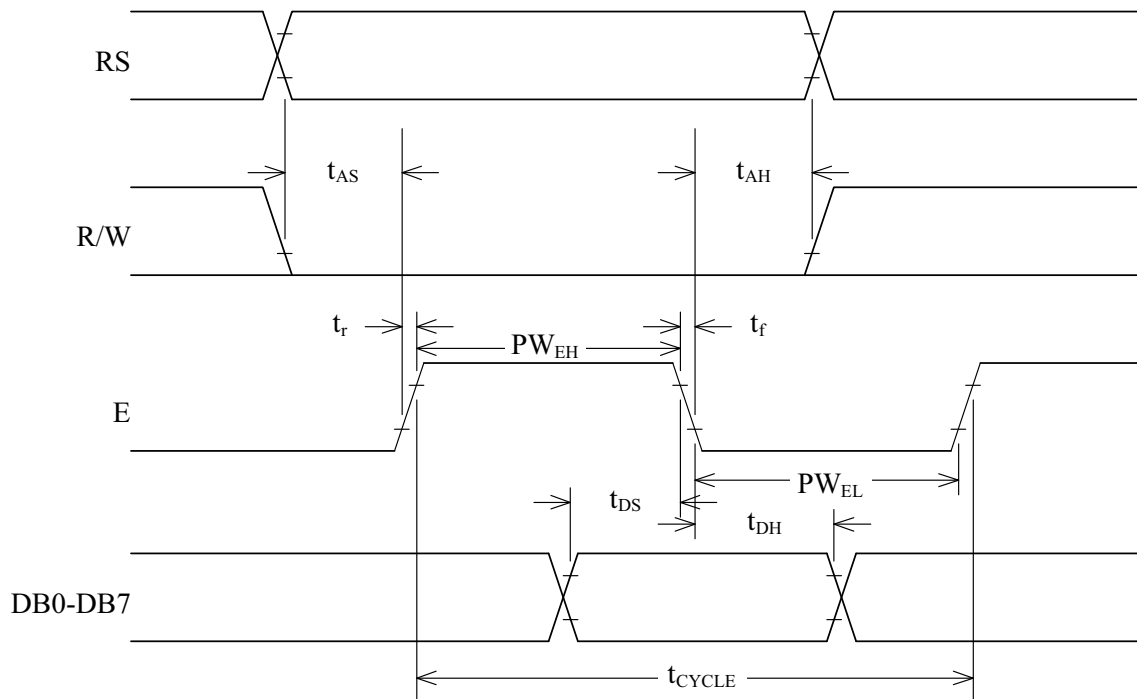 RS
t_AS
t_AH
R/W
t_r
PW_EH
t_f
E
PW_EL
t_DS
t_DH
DB0-DB7
t_CYCLE